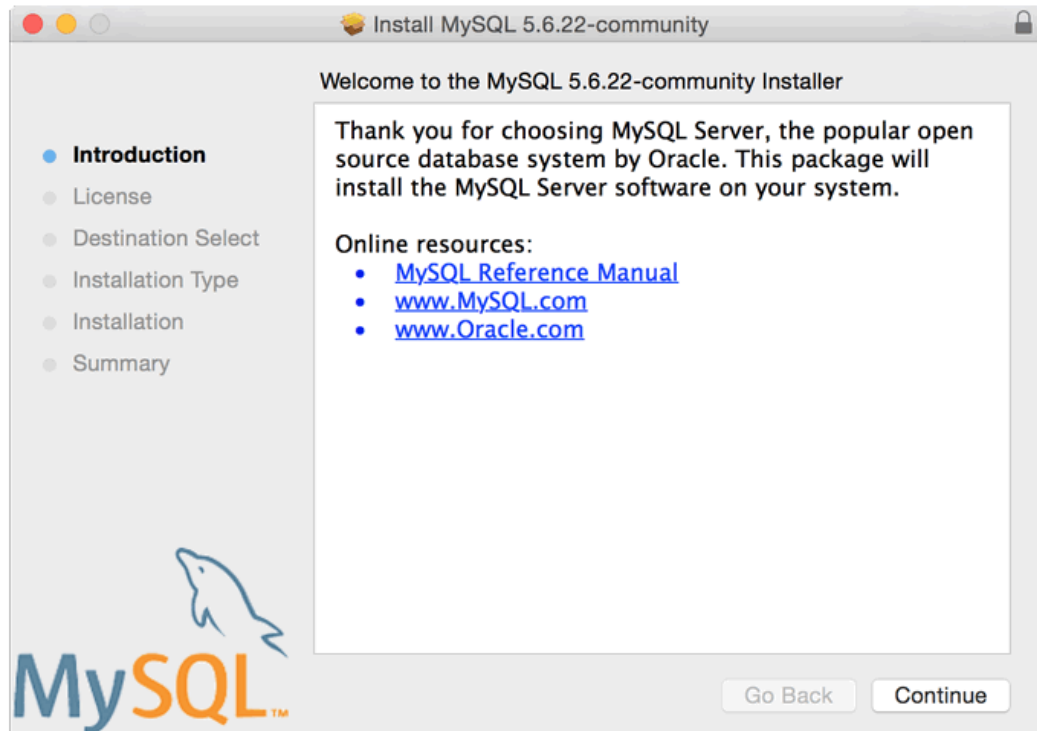 Install MySQL 5.6.22-community
Welcome to the MySQL 5.6.22-community Installer
Introduction
License
Destination Select
Installation Type
Installation
Summary
Thank you for choosing MySQL Server, the popular open
source database system by Oracle. This package will
install the MySQL Server software on your system.
Online resources:
• MySQL Reference Manual
• www.MySQL.com
• www.Oracle.com
MySQL™
Go Back
Continue